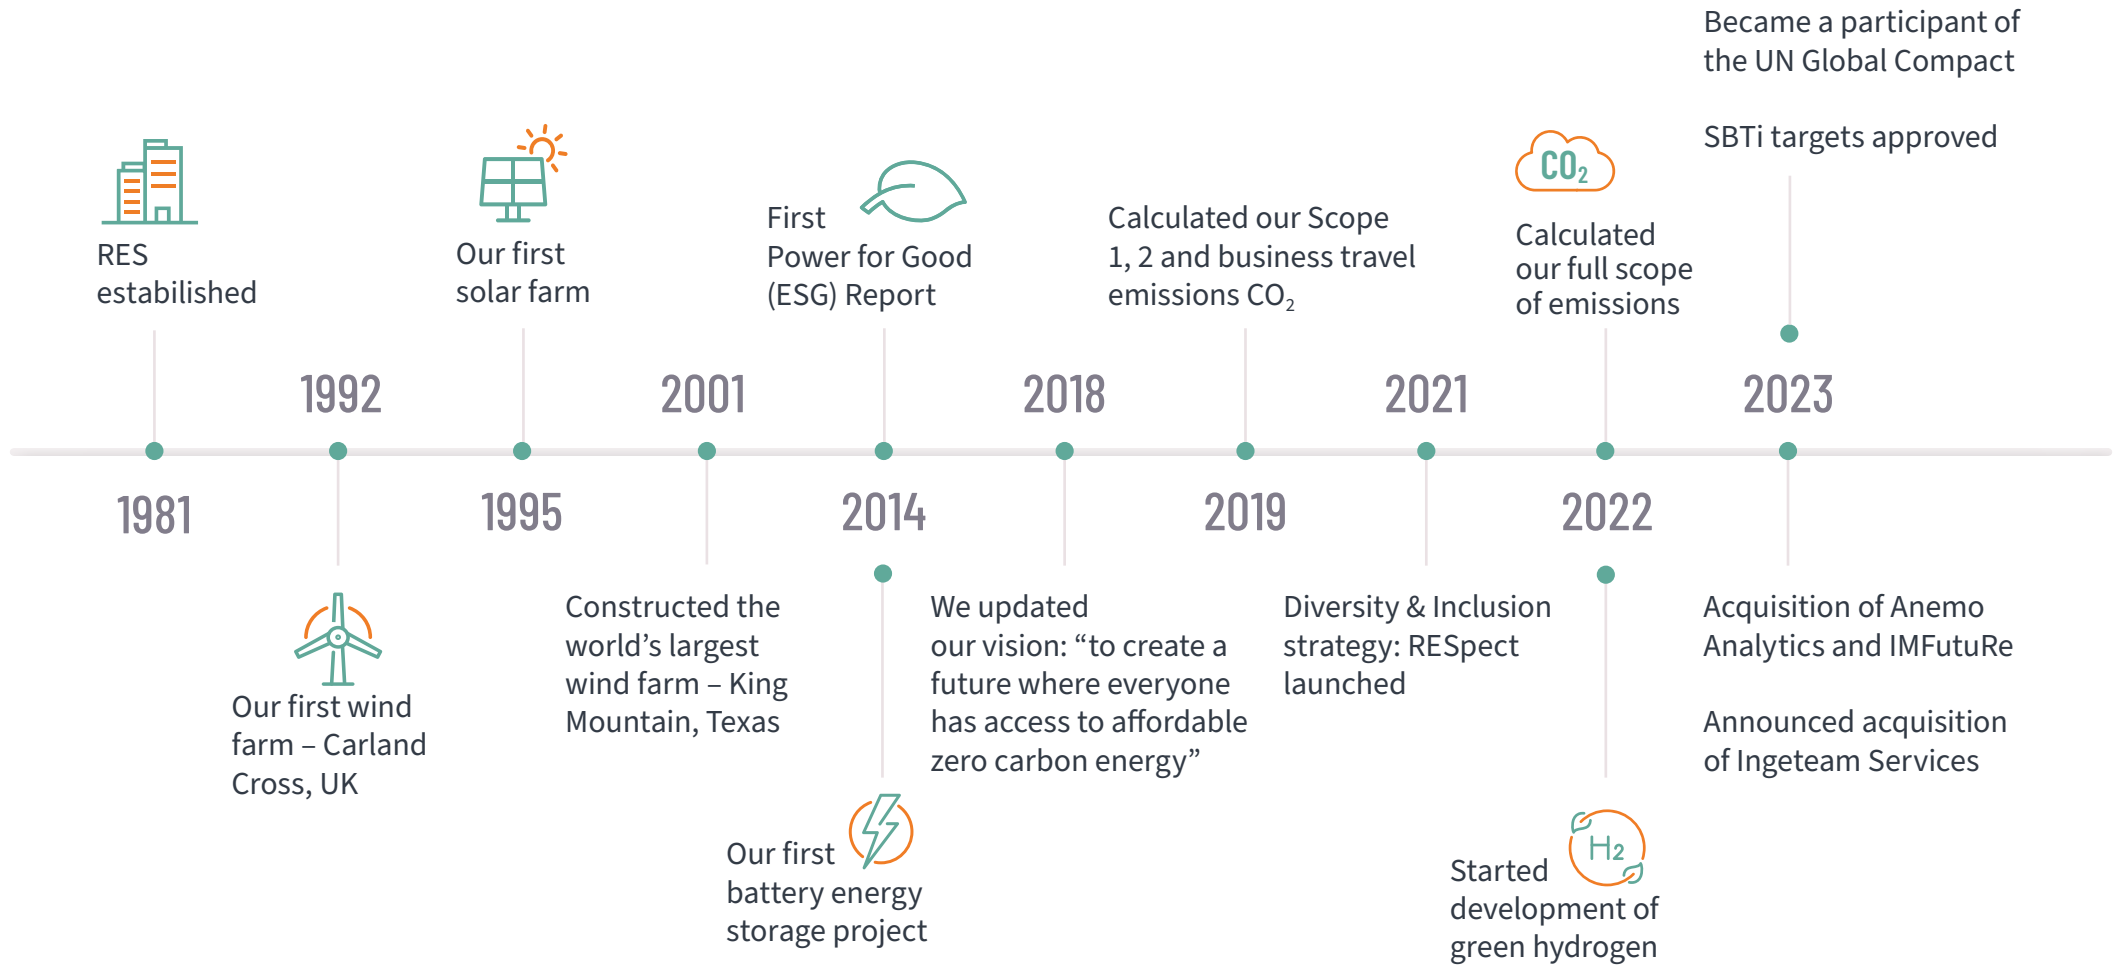 RES
estabilished
1981
1992
Our first wind
farm – Carland
Cross, UK
Our first
solar farm
1995
2001
Constructed the
world’s largest
wind farm – King
Mountain, Texas
First
Power for Good
(ESG) Report
2014
Our first
battery energy
storage project
2018
We updated
our vision: “to create a
future where everyone
has access to affordable
zero carbon energy”
Calculated our Scope
1, 2 and business travel
emissions CO₂
2019
2021
Diversity & Inclusion
strategy: RESpect
launched
CO₂
Calculated
our full scope
of emissions
2022
H2
Started
development of
green hydrogen
Became a participant of
the UN Global Compact
SBTi targets approved
2023
Acquisition of Anemo
Analytics and IMFutuRe
Announced acquisition
of Ingeteam Services